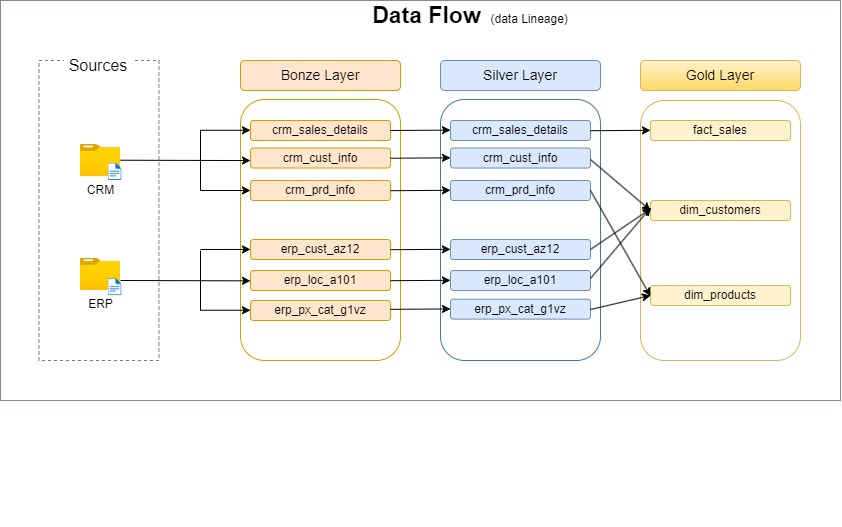 Data Flow (data Lineage)
Sources
Bonze Layer
Silver Layer
Gold Layer
crm_sales_details
crm_sales_details
fact_sales
crm_cust_info
crm_cust_info
CRM
crm_prd_info
crm_prd_info
dim_customers
erp_cust_az12
erp_cust_az12
erp_loc_a101
erp_loc_a101
dim_products
ERP
erp_px_cat_g1vz
erp_px_cat_g1vz